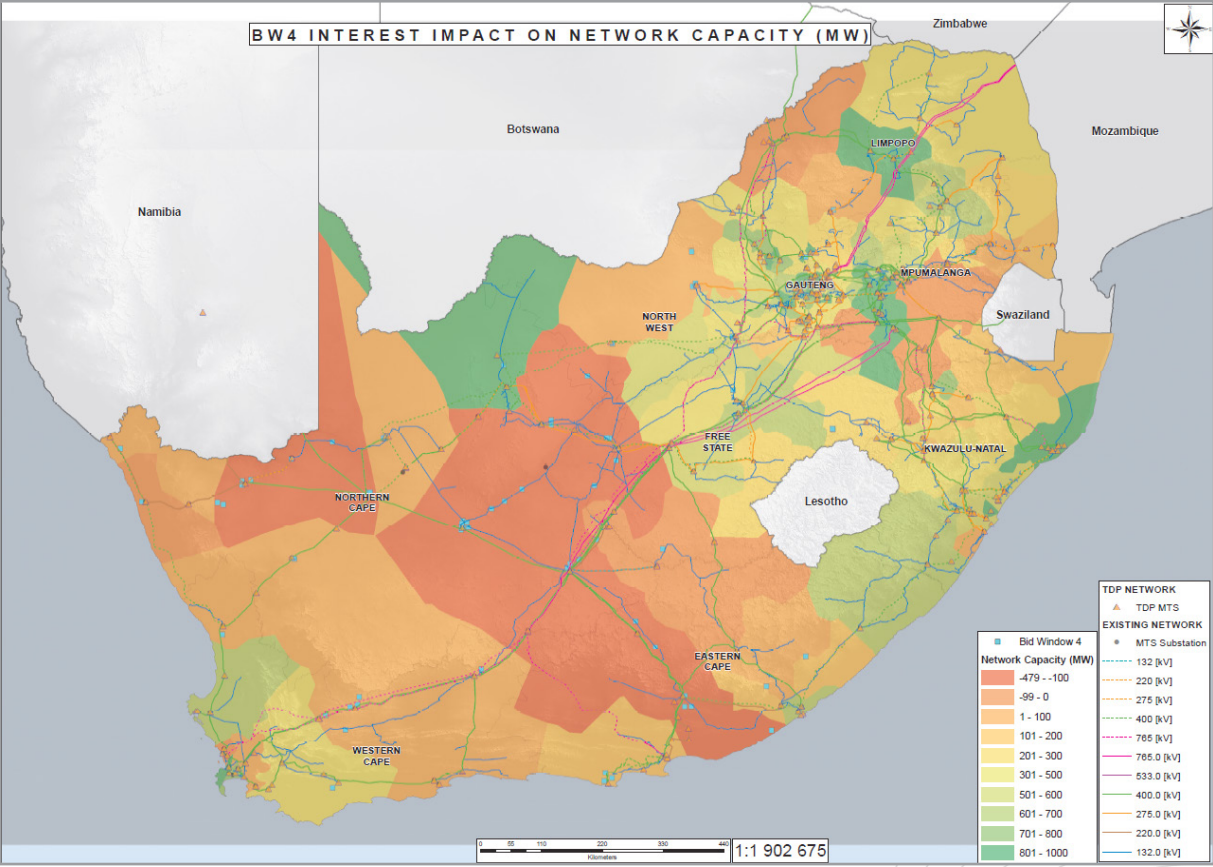 BW4 INTEREST IMPACT ON NETWORK CAPACITY (MW)
Zimbabwe
Botswana
Mozambique
LIMPOPO
Namibia
MPUMALANGA
GAUTENG
Swaziland
NORTH
WEST
FREE
STATE
KWAZULU-NATAL
NORTHERN
CAPE
Lesotho
EASTERN
CAPE
WESTERN
CAPE
Bid Window 4
Network Capacity (MW)
-479 - -100
-99 - 0
1 - 100
101 - 200
201 - 300
301 - 500
501 - 600
601 - 700
701 - 800
801 - 1000
TDP NETWORK
TDP MTS
EXISTING NETWORK
MTS Substation
132 [kV]
220 [kV]
275 [kV]
400 [kV]
765 [kV]
765.0 [kV]
533.0 [kV]
400.0 [kV]
275.0 [kV]
220.0 [kV]
132.0 [kV]
0 55 110 220 330 440
Kilometers
1:1 902 675